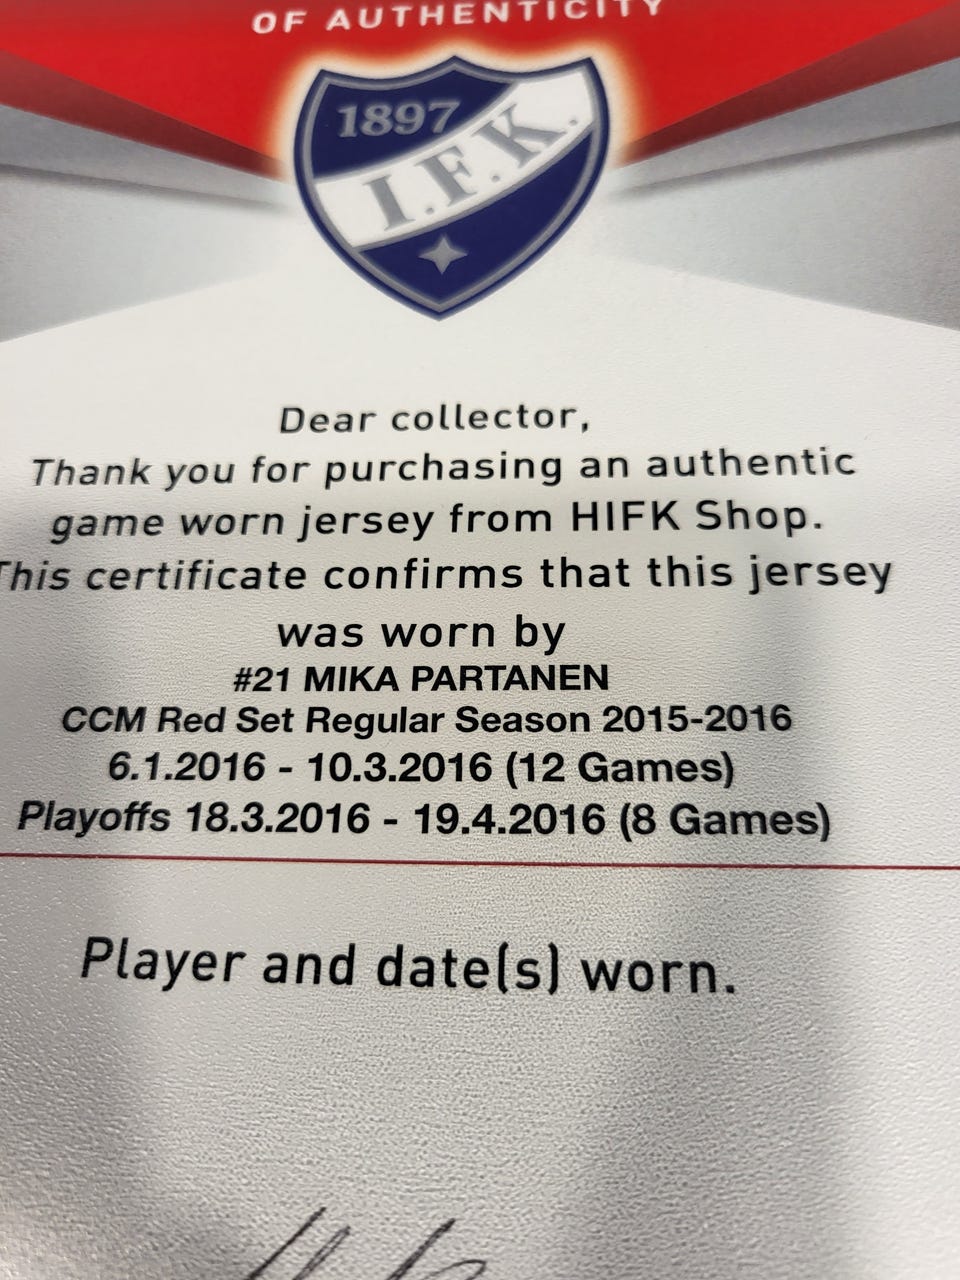 OF AUTHENTICITY
1897
I.F.K.
Dear collector,
Thank you for purchasing an authentic
game worn jersey from HIFK Shop.
This certificate confirms that this jersey
was worn by
#21 MIKA PARTANEN
CCM Red Set Regular Season 2015-2016
6.1.2016 - 10.3.2016 (12 Games)
Playoffs 18.3.2016 - 19.4.2016 (8 Games)
Player and date(s) worn.